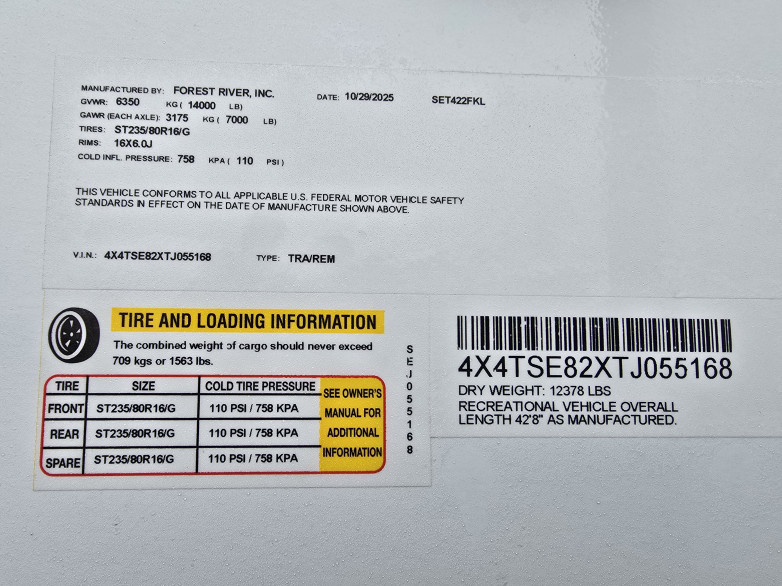 MANUFACTURED BY: FOREST RIVER, INC. DATE: 10/29/2025 SET422FKL
GVWR: 6350 KG ( 14000 LB)
GAWR (EACH AXLE): 3175 KG ( 7000 LB)
TIRES: ST235/80R16/G
RIMS: 16X6.0J
COLD INFL. PRESSURE: 758 KPA ( 110 PSI )
THIS VEHICLE CONFORMS TO ALL APPLICABLE U.S. FEDERAL MOTOR VEHICLE SAFETY
STANDARDS IN EFFECT ON THE DATE OF MANUFACTURE SHOWN ABOVE.
V.I.N.: 4X4TSE82XTJ055168 TYPE: TRA/REM
TIRE AND LOADING INFORMATION
The combined weight of cargo should never exceed
709 kgs or 1563 lbs.
TIRE SIZE COLD TIRE PRESSURE SEE OWNER'S
FRONT ST235/80R16/G 110 PSI / 758 KPA MANUAL FOR
REAR ST235/80R16/G 110 PSI / 758 KPA ADDITIONAL
SPARE ST235/80R16/G 110 PSI / 758 KPA INFORMATION
SEJ055168
4X4TSE82XTJ055168
DRY WEIGHT: 12378 LBS
RECREATIONAL VEHICLE OVERALL
LENGTH 42'8" AS MANUFACTURED.